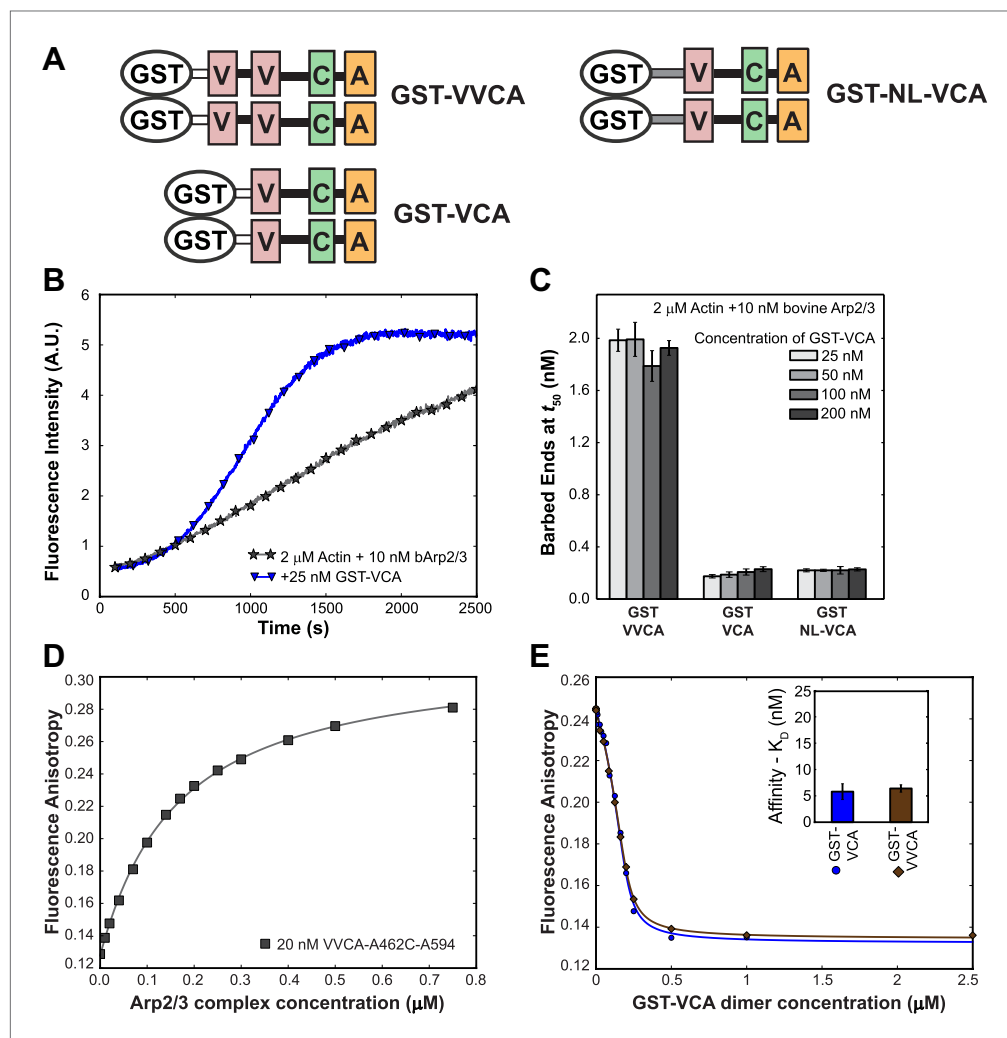 A
GST V V C A
GST V V C A
GST-VVCA
GST V C A
GST V C A
GST-NL-VCA
GST V C A
GST V C A
GST-VCA
B
Fluorescence Intensity (A.U.)
6
5
4
3
2
1
0
0 500 1000 1500 2000 2500
Time (s)
2 μM Actin + 10 nM bArp2/3
+25 nM GST-VCA
C
Barbed Ends at t50 (nM)
2.0
1.6
1.2
0.8
0.4
0.0
2 μM Actin +10 nM bovine Arp2/3
Concentration of GST-VCA
25 nM
50 nM
100 nM
200 nM
GST
VVCA
GST
VCA
GST
NL-VCA
D
Fluorescence Anisotropy
0.30
0.28
0.26
0.24
0.22
0.20
0.18
0.16
0.14
0.12
0.0 0.1 0.2 0.3 0.4 0.5 0.6 0.7 0.8
Arp2/3 complex concentration (μM)
20 nM VVCA-A462C-A594
E
Fluorescence Anisotropy
0.26
0.24
0.22
0.20
0.18
0.16
0.14
0.12
0 0.5 1.0 1.5 2 2.5
GST-VCA dimer concentration (μM)
Affinity - KD (nM)
25
20
15
10
5
0
GST-
VCA
GST-
VVCA